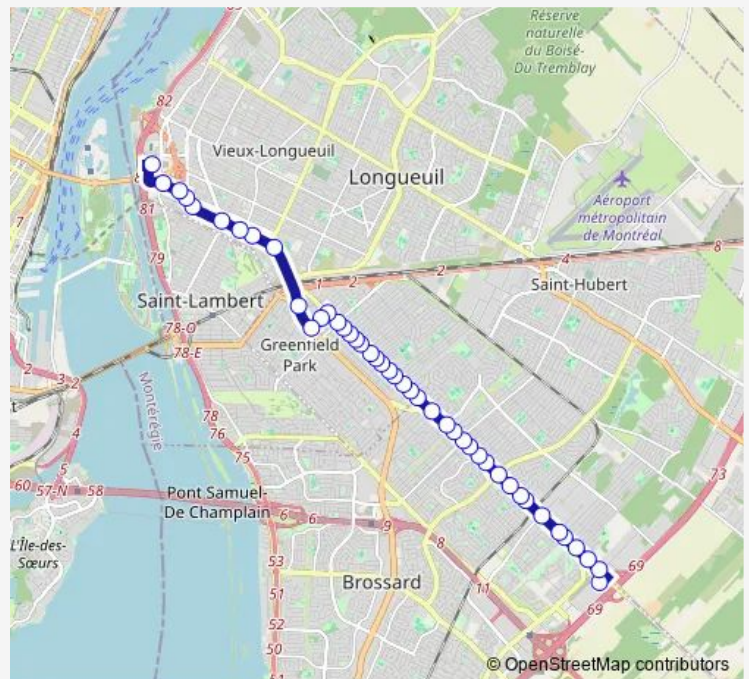 Réserve
naturelle
du Boisé-
Du Tremblay
82
Vieux-Longueuil
Longueuil
Aéroport
métropolitain
de Montréal
7
81
8
79
4
2
1
2
Saint-Hubert
Saint-Lambert
78-O
78-E
Greenfield
Park
2
3
2
Montérégie
78
4
76
75
5
73
60
57-N
58
Pont Samuel-
De Champlain
6
6
9
8
L'Île-des-
Sœurs
53
69
Brossard
11
51
69
52
50
51
© OpenStreetMap contributors